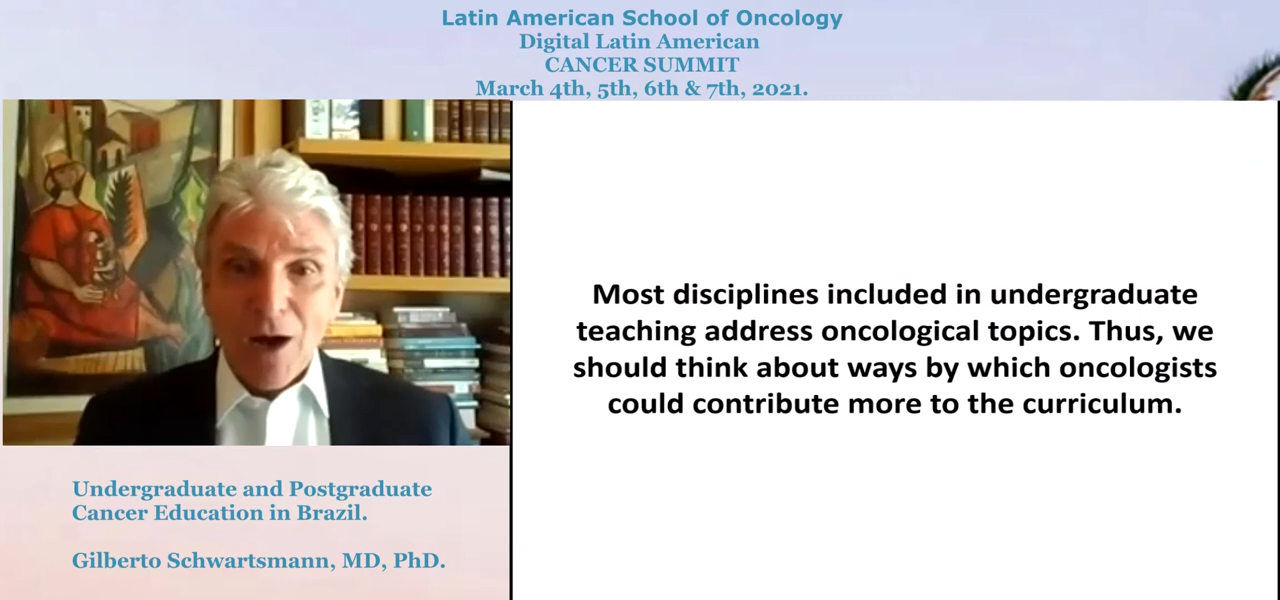 Latin American School of Oncology
Digital Latin American
CANCER SUMMIT
March 4th, 5th, 6th & 7th, 2021.
Most disciplines included in undergraduate
teaching address oncological topics. Thus, we
should think about ways by which oncologists
could contribute more to the curriculum.
Undergraduate and Postgraduate
Cancer Education in Brazil.
Gilberto Schwartsmann, MD, PhD.